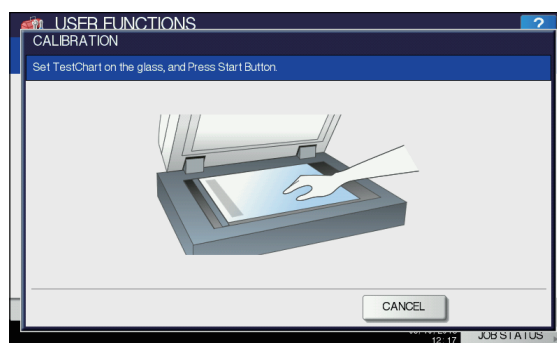 USER FUNCTIONS
?
CALIBRATION
Set TestChart on the glass, and Press Start Button.
CANCEL
12:17
JOB STATUS